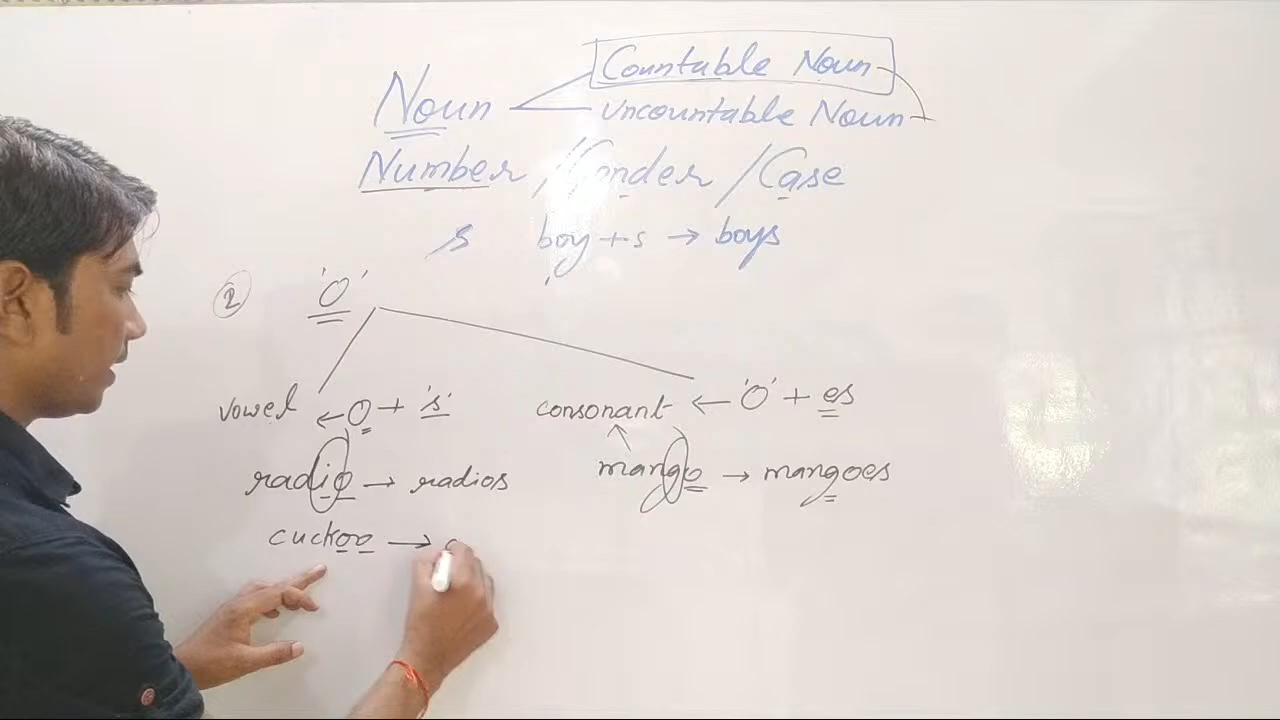 Noun Countable Noun
Uncountable Noun
Number / Gender / Case
s boy + s → boys
2 'O'
vowel ← O + 's' consonant ← 'O' + es
radio → radios mango → mangoes
cuckoo → c